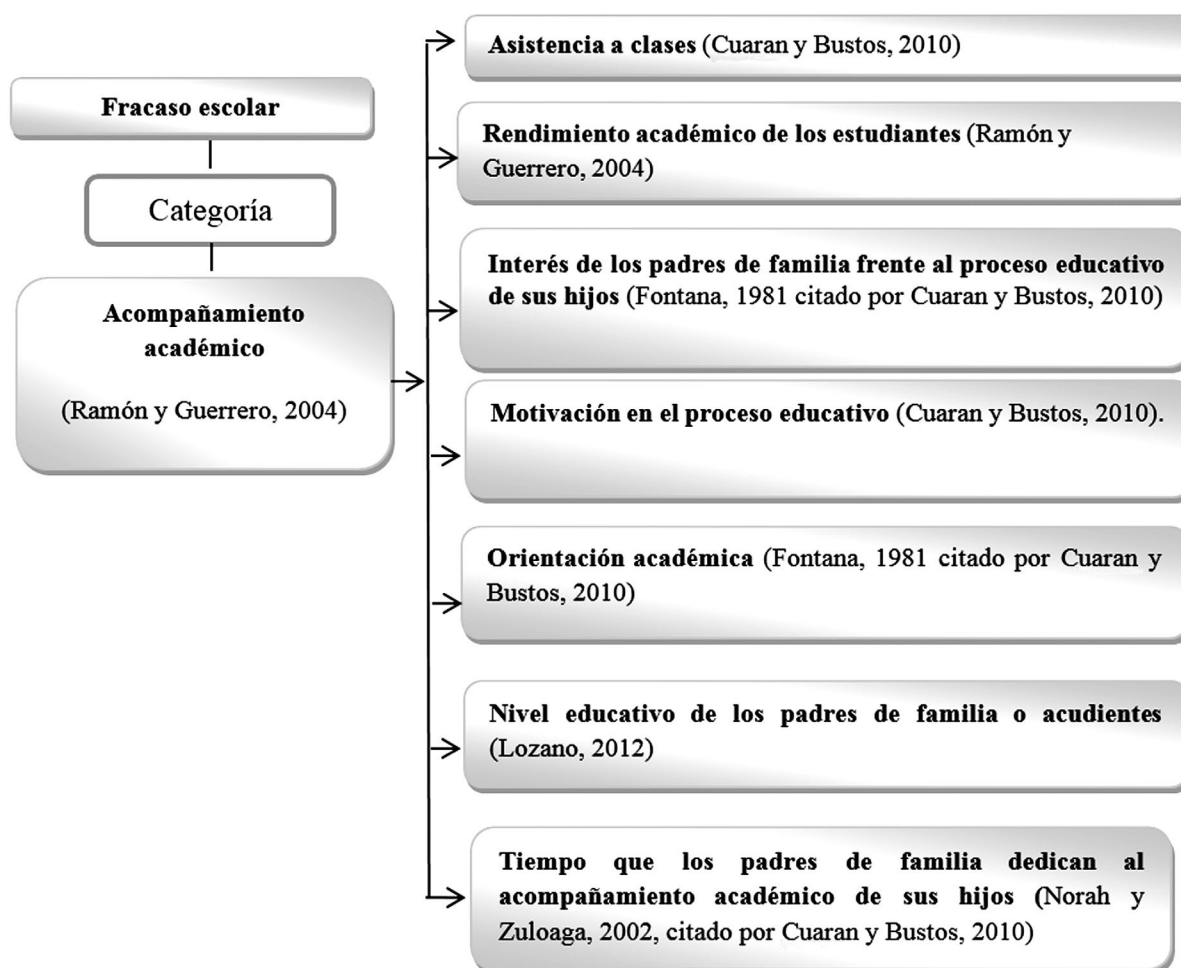 Fracaso escolar
Categoría
Acompañamiento
académico
(Ramón y Guerrero, 2004)
Asistencia a clases (Cuaran y Bustos, 2010)
Rendimiento académico de los estudiantes (Ramón y
Guerrero, 2004)
Interés de los padres de familia frente al proceso educativo
de sus hijos (Fontana, 1981 citado por Cuaran y Bustos, 2010)
Motivación en el proceso educativo (Cuaran y Bustos, 2010).
Orientación académica (Fontana, 1981 citado por Cuaran y
Bustos, 2010)
Nivel educativo de los padres de familia o acudientes
(Lozano, 2012)
Tiempo que los padres de familia dedican al
acompañamiento académico de sus hijos (Norah y
Zuloaga, 2002, citado por Cuaran y Bustos, 2010)